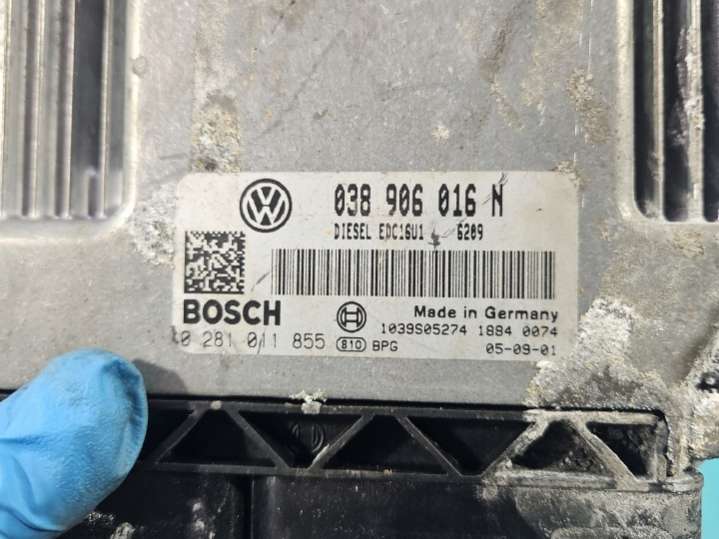 038 906 016 N
DIESEL EDC16U1 6209
BOSCH
Made in Germany
1039S05274 1884 0074
0 281 011 855 810 BPG 05-09-01